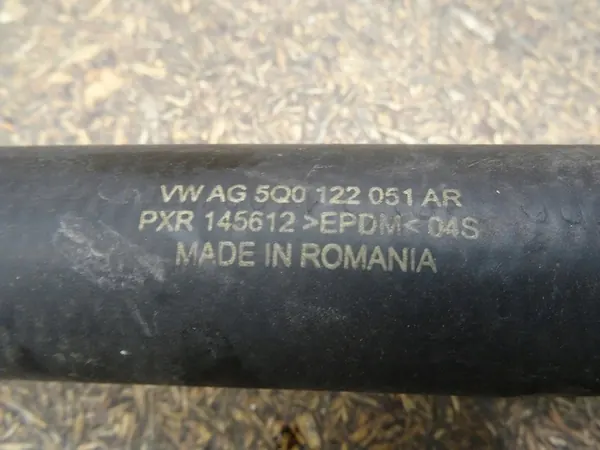 VW AG 5Q0 122 051 AR
PXR 145612 >EPDM< 04S
MADE IN ROMANIA